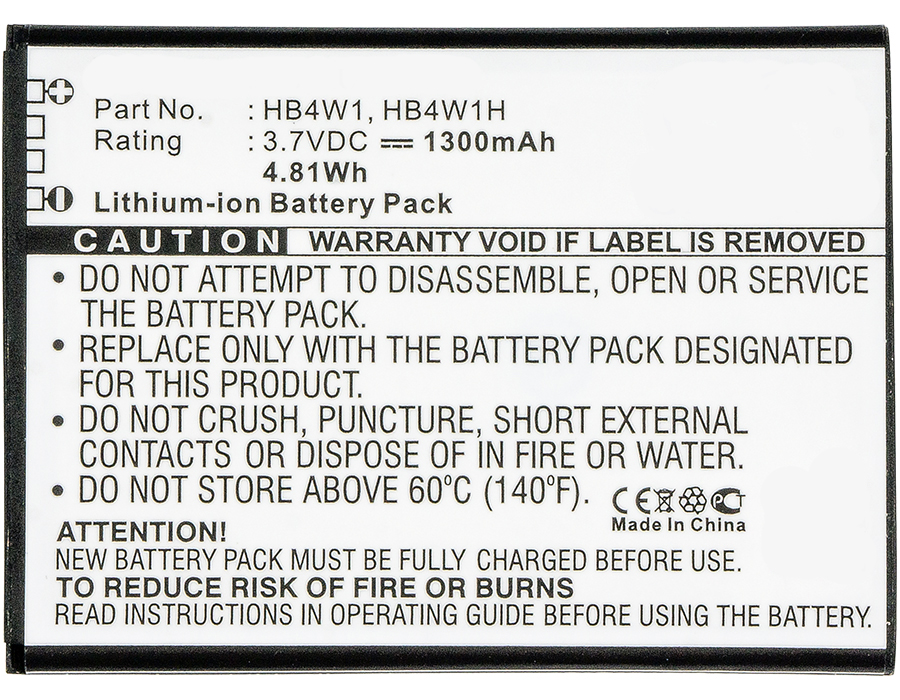 Part No. : HB4W1, HB4W1H
Rating : 3.7VDC ⎓ 1300mAh
4.81Wh
Lithium-ion Battery Pack
CAUTION WARRANTY VOID IF LABEL IS REMOVED
• DO NOT ATTEMPT TO DISASSEMBLE, OPEN OR SERVICE
THE BATTERY PACK.
• REPLACE ONLY WITH THE BATTERY PACK DESIGNATED
FOR THIS PRODUCT.
• DO NOT CRUSH, PUNCTURE, SHORT EXTERNAL
CONTACTS OR DISPOSE OF IN FIRE OR WATER.
• DO NOT STORE ABOVE 60°C (140°F).
CE PCT
Made In China
ATTENTION!
NEW BATTERY PACK MUST BE FULLY CHARGED BEFORE USE.
TO REDUCE RISK OF FIRE OR BURNS
READ INSTRUCTIONS IN OPERATING GUIDE BEFORE USING THE BATTERY.